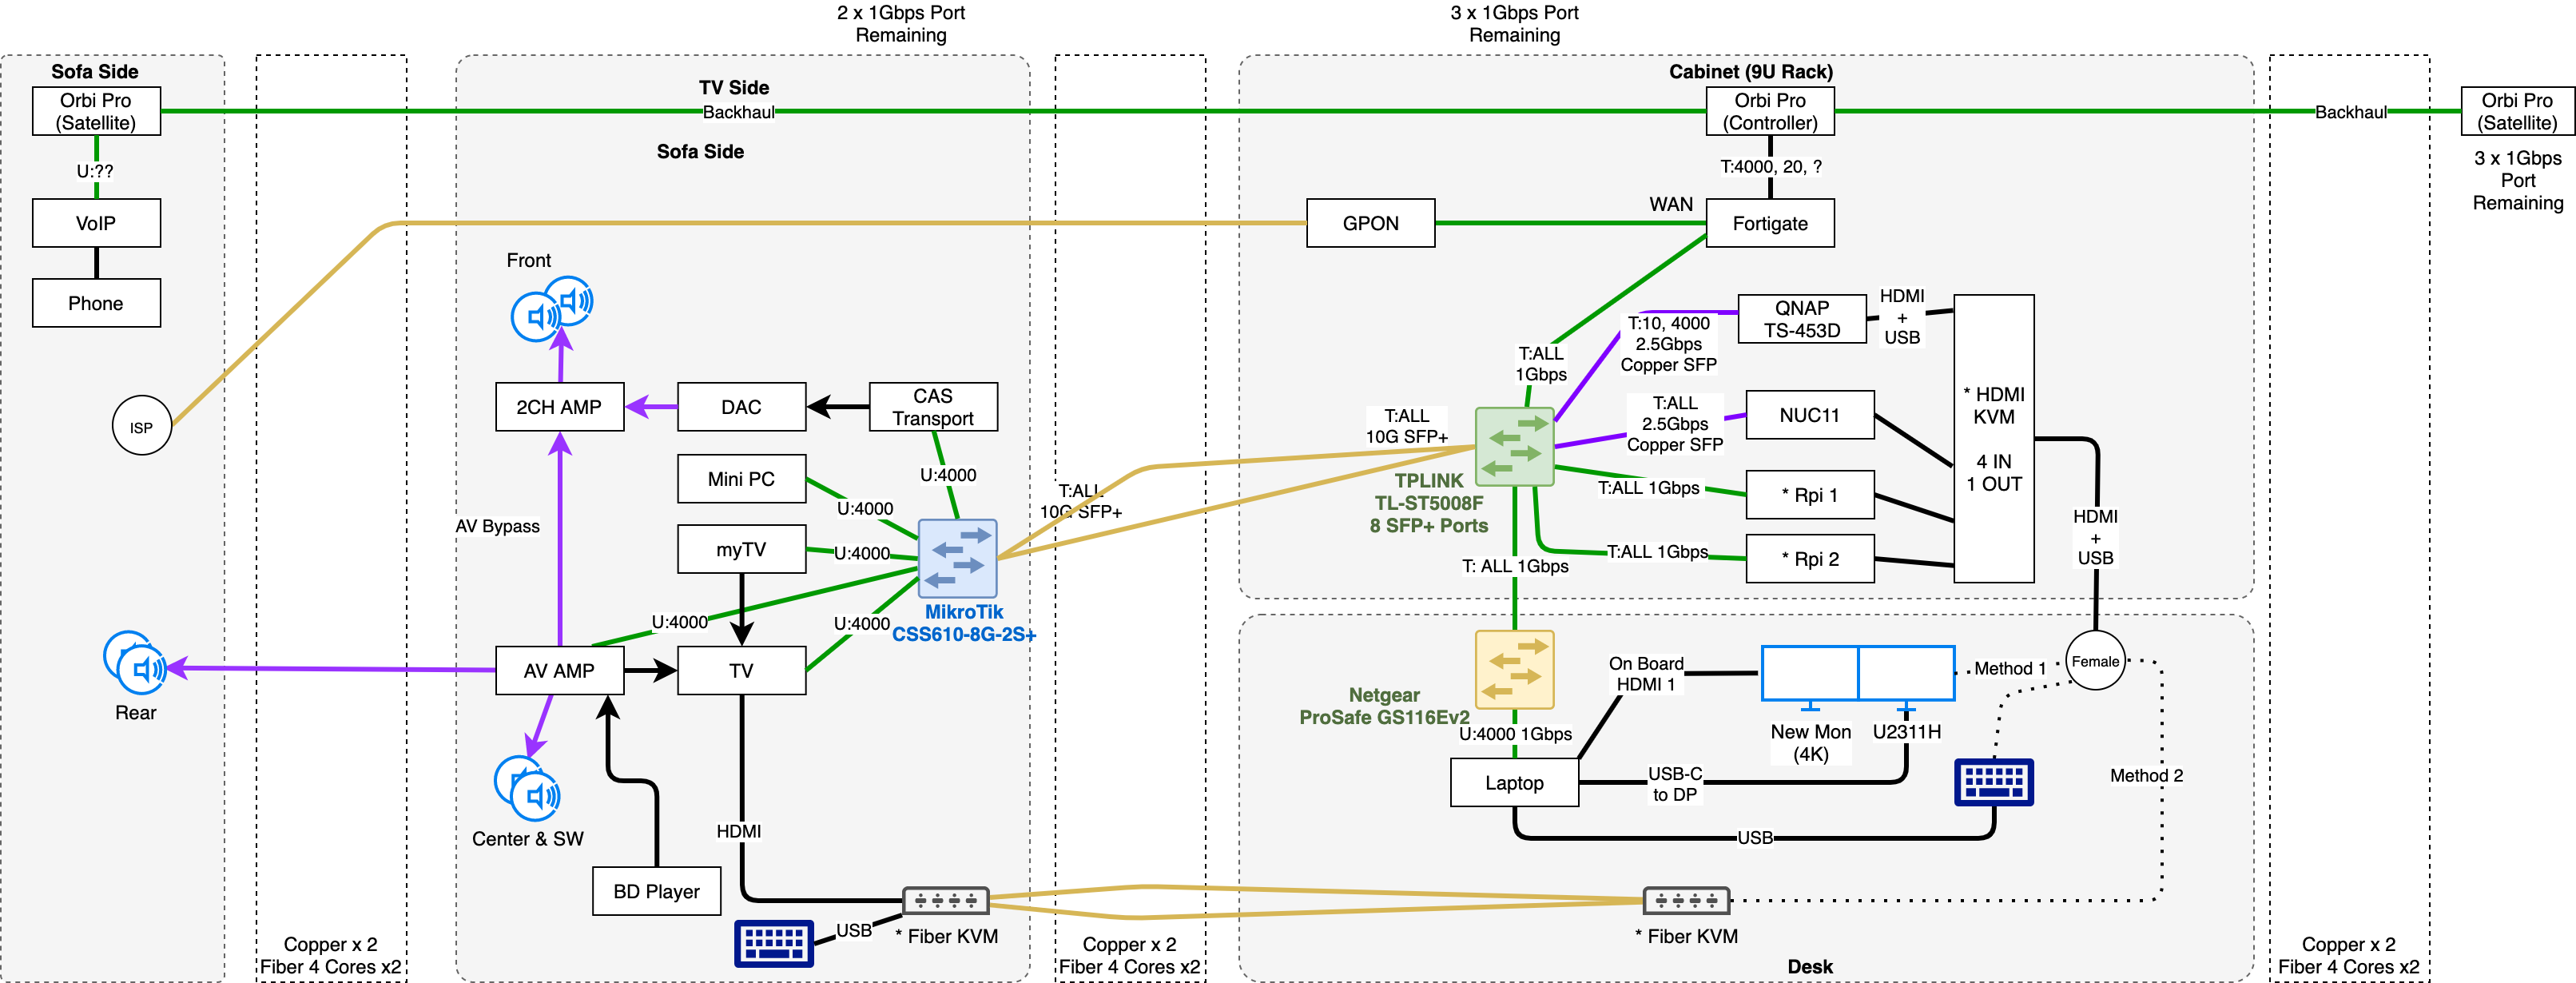 2 x 1Gbps Port
Remaining
3 x 1Gbps Port
Remaining
Sofa Side
Orbi Pro
(Satellite)
U:??
VoIP
Phone
ISP
Rear
Copper x 2
Fiber 4 Cores x2
TV Side
Backhaul
Sofa Side
Front
2CH AMP
DAC
CAS
Transport
Mini PC
U:4000
U:4000
myTV
U:4000
AV Bypass
U:4000
U:4000
MikroTik
CSS610-8G-2S+
AV AMP
TV
Center & SW
HDMI
BD Player
USB
* Fiber KVM
T:ALL
10G SFP+
Copper x 2
Fiber 4 Cores x2
Cabinet (9U Rack)
Orbi Pro
(Controller)
T:4000, 20, ?
GPON
WAN
Fortigate
T:ALL
1Gbps
T:10, 4000
2.5Gbps
Copper SFP
QNAP
TS-453D
HDMI
+
USB
T:ALL
10G SFP+
T:ALL
2.5Gbps
Copper SFP
NUC11
* HDMI
KVM
4 IN
1 OUT
TPLINK
TL-ST5008F
8 SFP+ Ports
T:ALL 1Gbps
* Rpi 1
T:ALL 1Gbps
* Rpi 2
HDMI
+
USB
T: ALL 1Gbps
Netgear
ProSafe GS116Ev2
U:4000 1Gbps
Laptop
On Board
HDMI 1
New Mon
(4K)
U2311H
Method 1
Female
USB-C
to DP
Method 2
USB
* Fiber KVM
Desk
Backhaul
Orbi Pro
(Satellite)
3 x 1Gbps
Port
Remaining
Copper x 2
Fiber 4 Cores x2